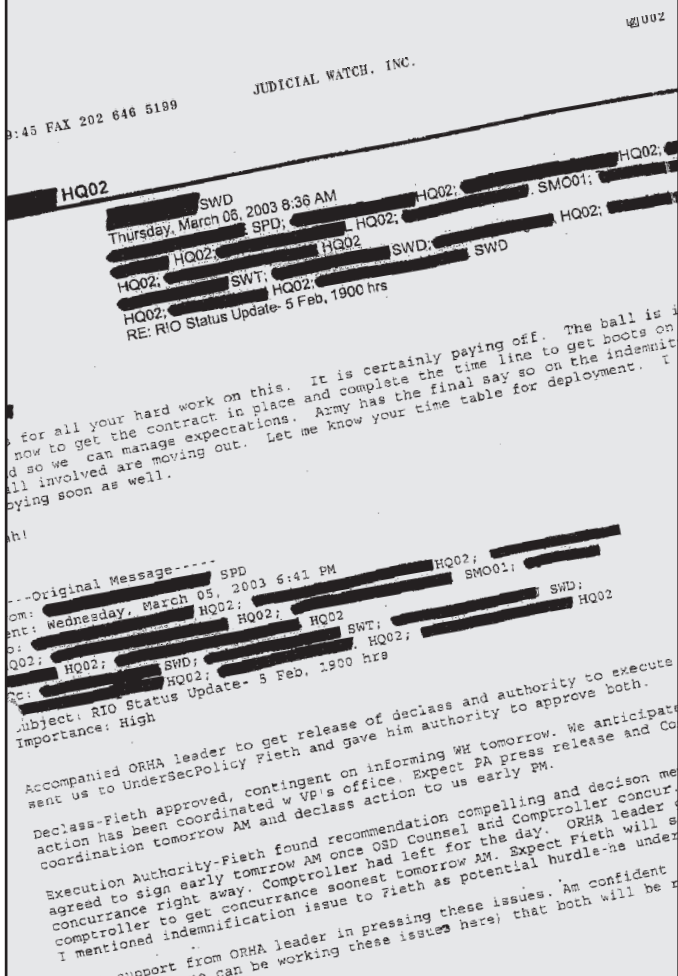 002
JUDICIAL WATCH, INC.
9:45 FAX 202 646 5199
HQ02
SWD
Thursday, March 06, 2003 8:36 AM
SPD; HQ02; HQ02;
HQ02; HQ02; SMO01;
HQ02; HQ02
HQ02; SWT; SWD; HQ02;
HQ02; HQ02; SWD
RE: RIO Status Update- 5 Feb, 1900 hrs
for all your hard work on this. It is certainly paying off. The ball is
now to get the contract in place and complete the time line to get boots on
so we can manage expectations. Army has the final say so on the indemnit
all involved are moving out. Let me know your time table for deployment. I
oying soon as well.
ah!
---Original Message-----
om: SPD
ent: Wednesday, March 05, 2003 6:41 PM
o: HQ02; HQ02;
Q02; HQ02; HQ02; SMO01;
HQ02; HQ02
Cc: SWD; SWT; SWD;
HQ02; HQ02; HQ02
ubject: RIO Status Update- 5 Feb, 1900 hrs
Importance: High
Accompanied ORHA leader to get release of declass and authority to execute
sent us to UnderSecPolicy Fieth and gave him authority to approve both.
Declass-Fieth approved, contingent on informing WH tomorrow. We anticipate
action has been coordinated w VP's office. Expect PA press release and Co
coordination tomorrow AM and declass action to us early PM.
Execution Authority-Fieth found recommendation compelling and decison me
agreed to sign early tomrrow AM once OSD Counsel and Comptroller concur.
concurrance right away. Comptroller had left for the day. ORHA leader
comptroller to get concurrance soonest tomorrow AM. Expect Fieth will s
I mentioned indemnification issue to Fieth as potential hurdle-he under
upport from ORHA leader in pressing these issues. Am confident
can be working these issues here; that both will be r